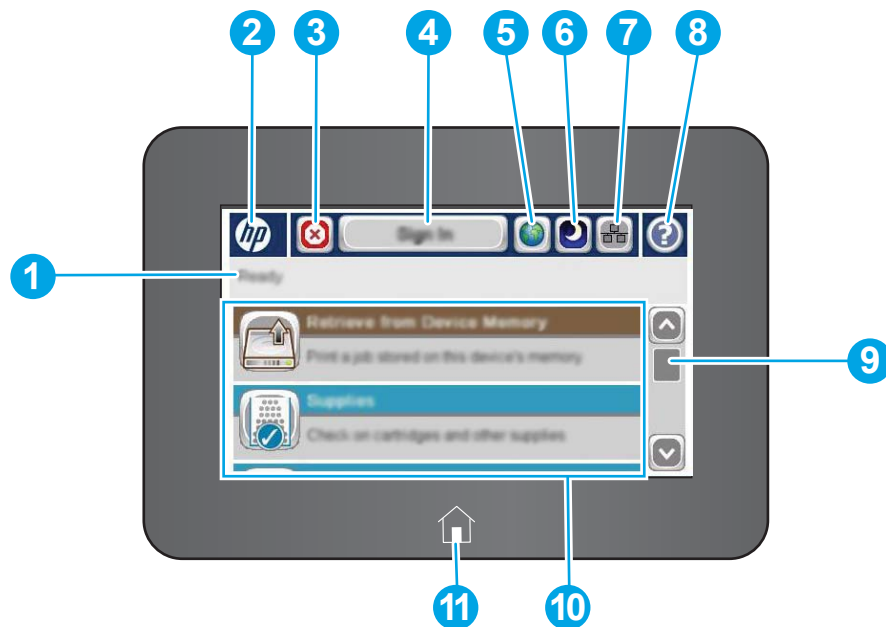 2 3 4 5 6 7 8
hp
Sign In
?
1
Ready
Retrieve from Device Memory
Print a job stored on this device's memory
9
Supplies
Check on cartridges and other supplies
11 10